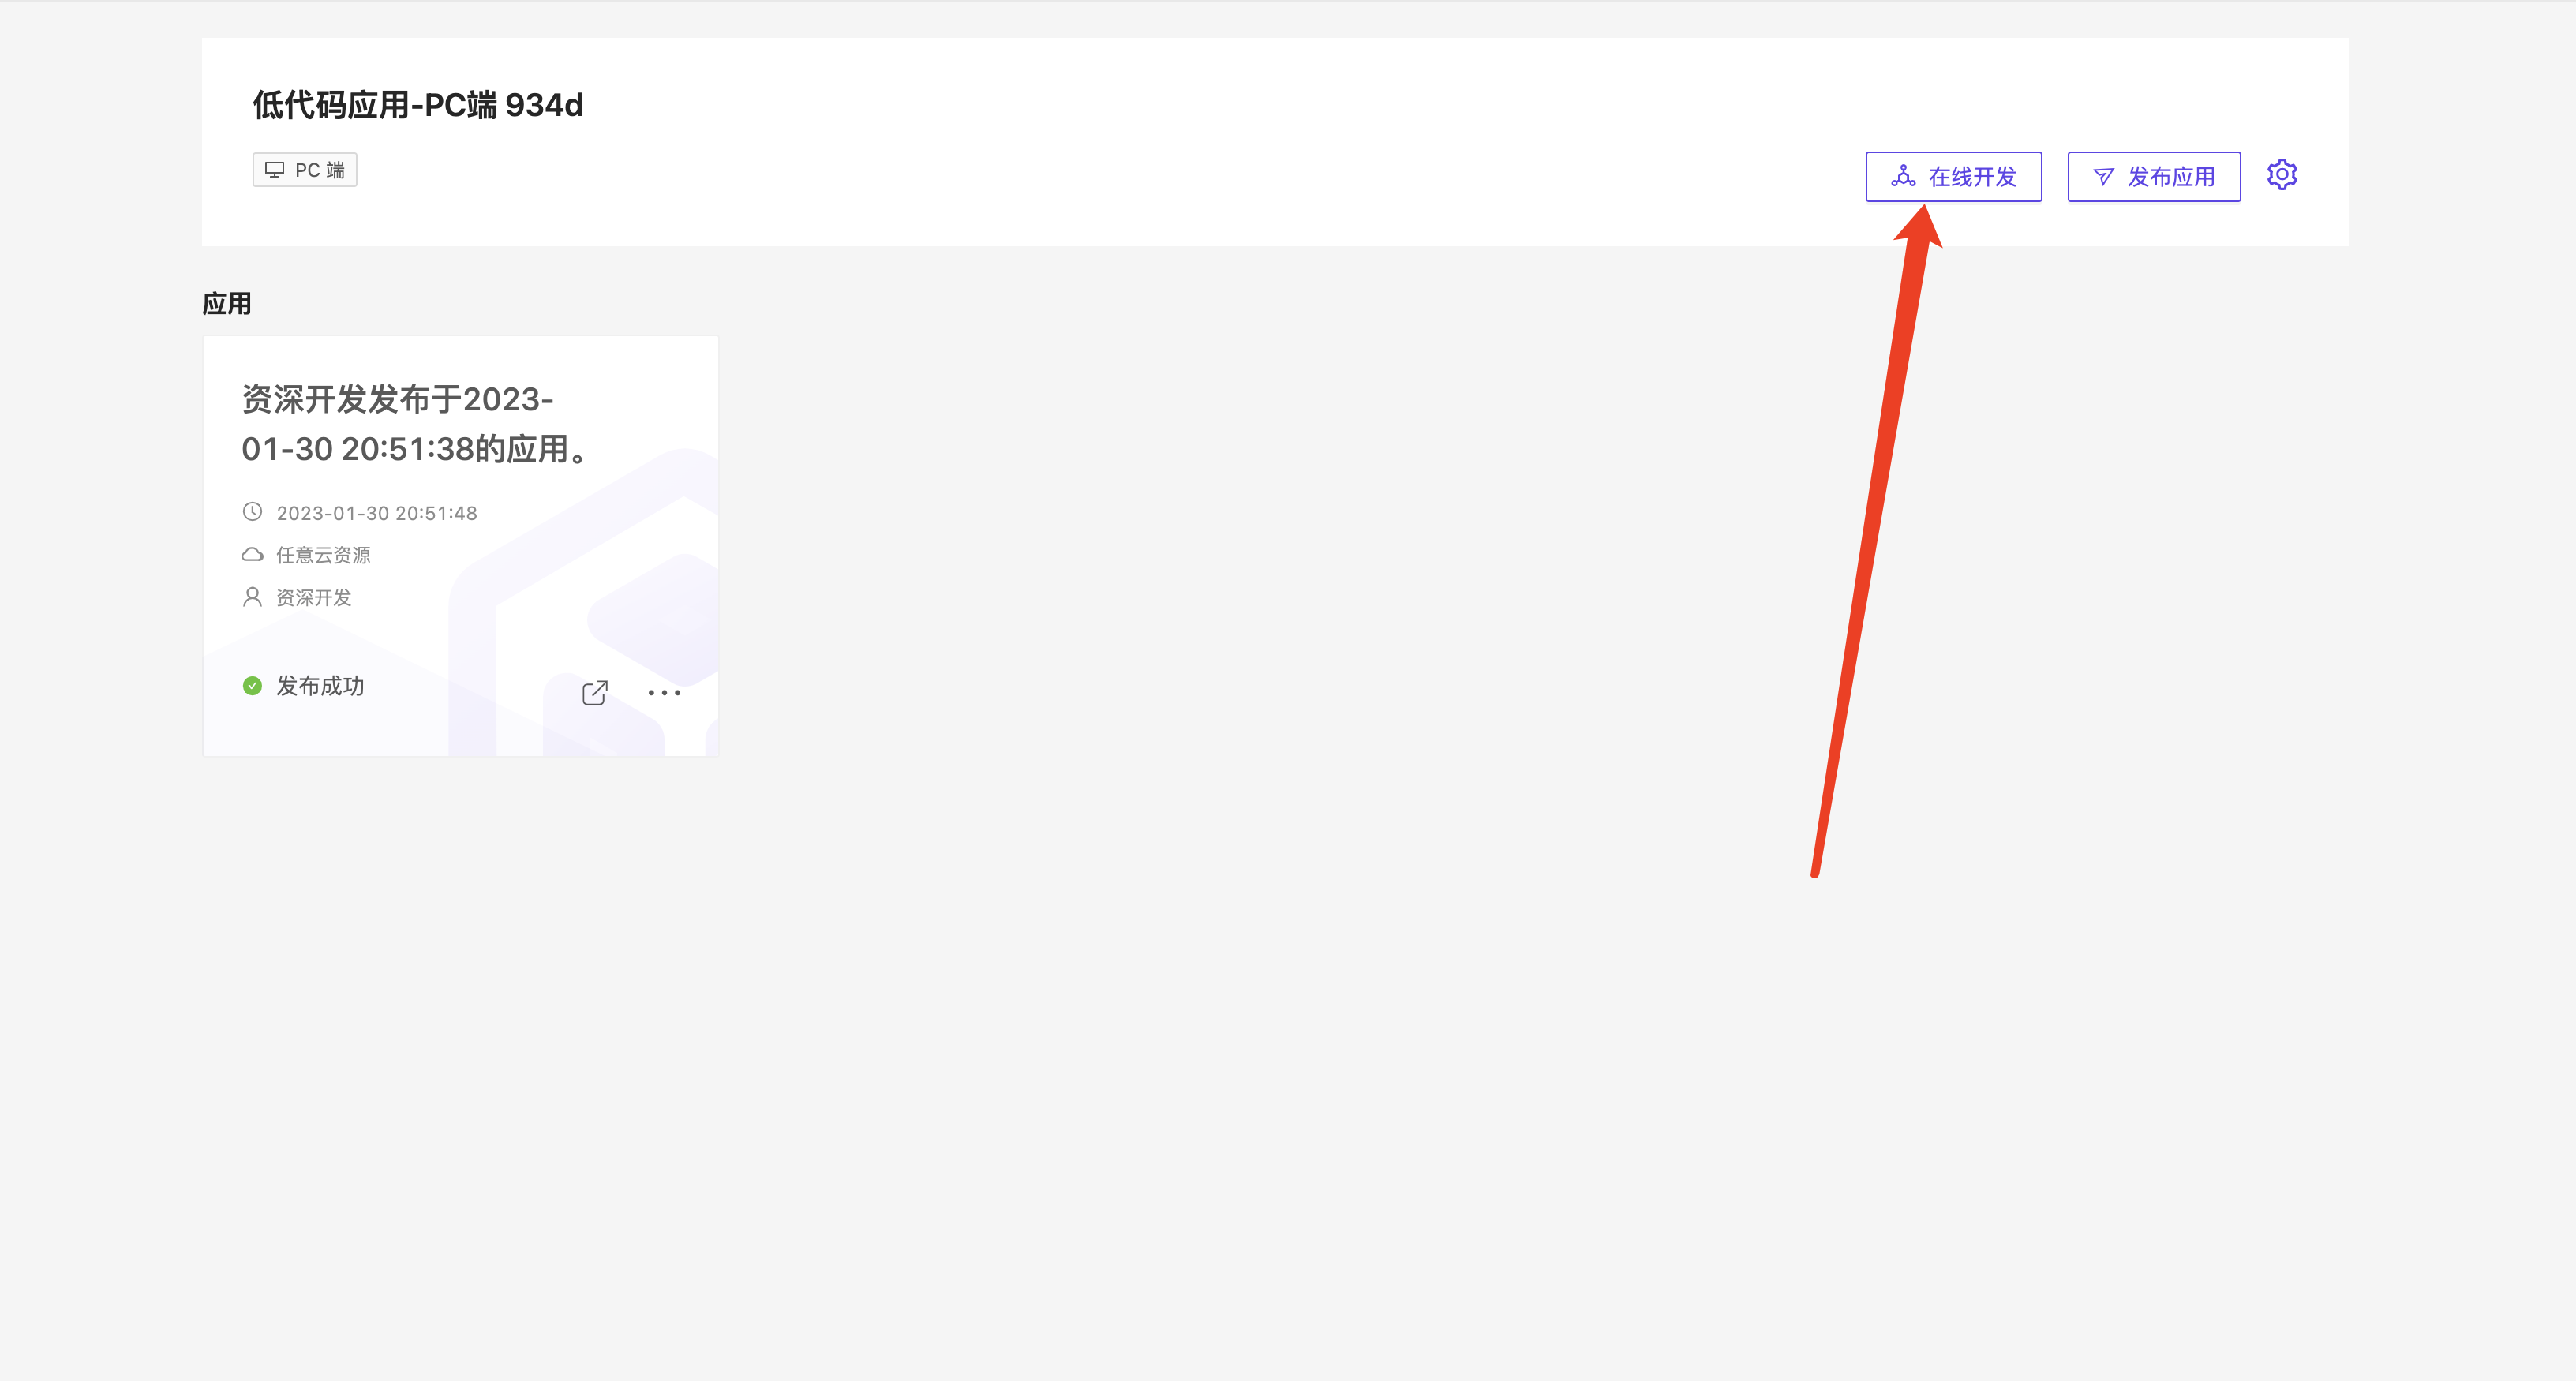 低代码应用-PC端 934d
PC 端
在线开发
发布应用
应用
资深开发发布于2023-
01-30 20:51:38的应用。
2023-01-30 20:51:48
任意云资源
资深开发
发布成功